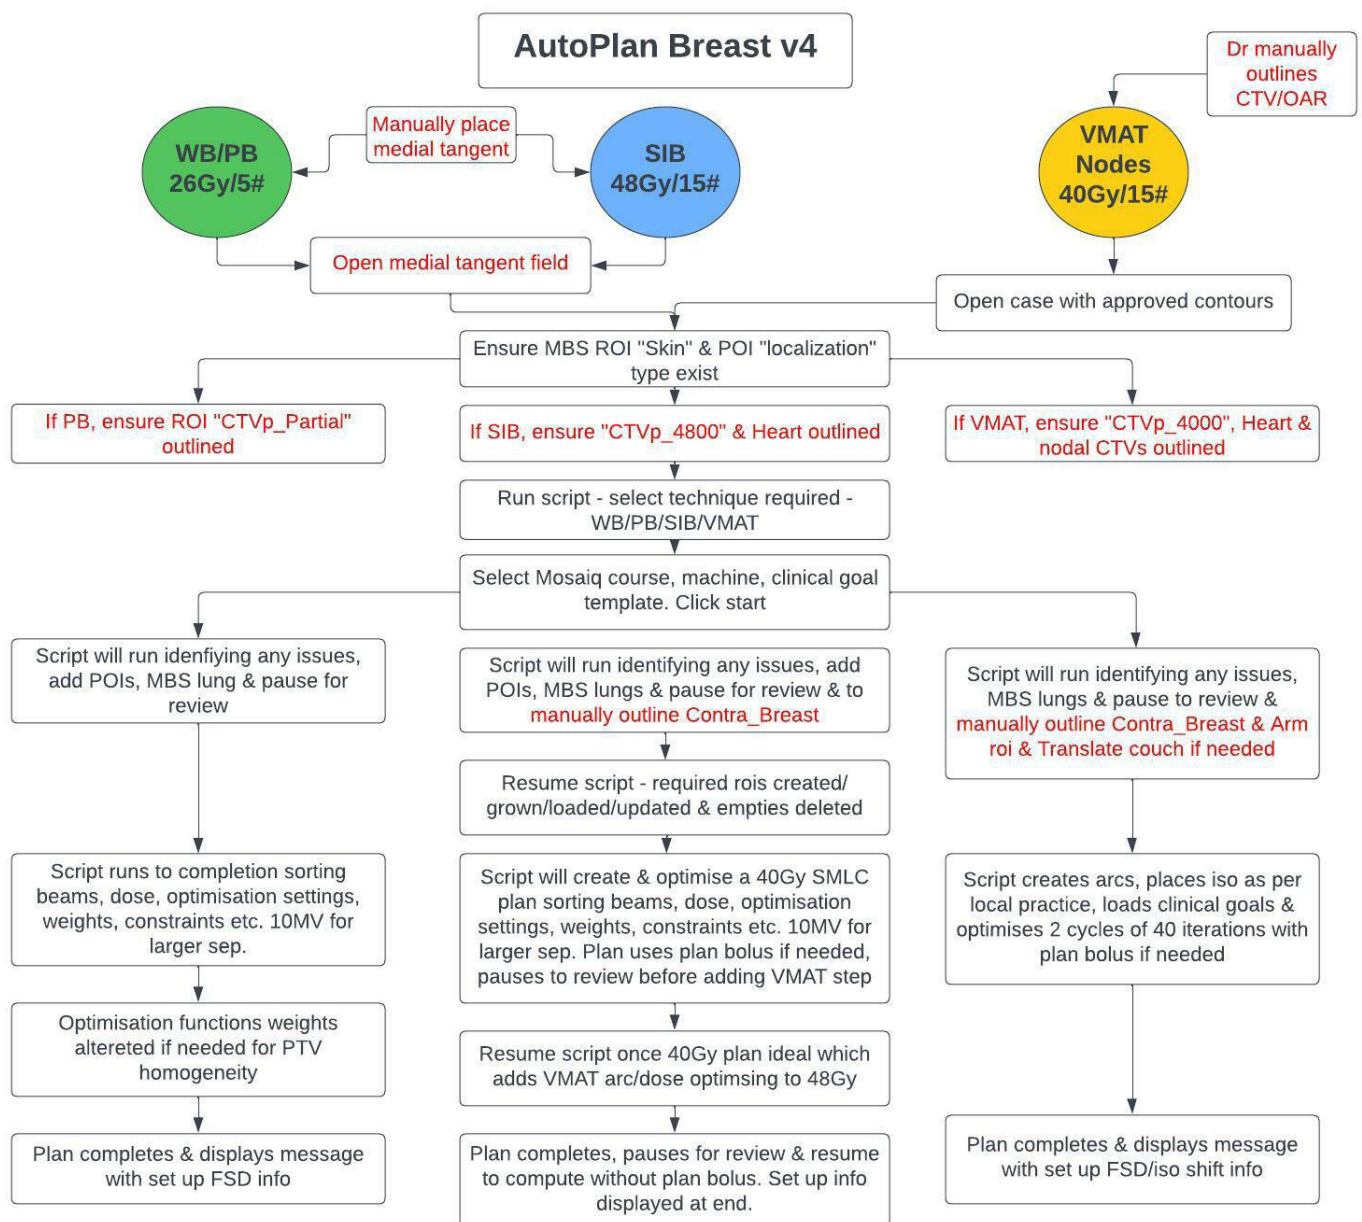 AutoPlan Breast v4
Dr manually
outlines
CTV/OAR
WB/PB
26Gy/5#
Manually place
medial tangent
SIB
48Gy/15#
VMAT
Nodes
40Gy/15#
Open medial tangent field
Open case with approved contours
Ensure MBS ROI "Skin" & POI "localization"
type exist
If PB, ensure ROI "CTVp_Partial"
outlined
If SIB, ensure "CTVp_4800" & Heart outlined
If VMAT, ensure "CTVp_4000", Heart &
nodal CTVs outlined
Run script - select technique required -
WB/PB/SIB/VMAT
Select Mosaiq course, machine, clinical goal
template. Click start
Script will run idenfiying any issues,
add POIs, MBS lung & pause for
review
Script will run identifying any issues, add
POIs, MBS lungs & pause for review & to
manually outline Contra_Breast
Script will run identifying any issues,
MBS lungs & pause to review &
manually outline Contra_Breast & Arm
roi & Translate couch if needed
Resume script - required rois created/
grown/loaded/updated & empties deleted
Script runs to completion sorting
beams, dose, optimisation settings,
weights, constraints etc. 10MV for
larger sep.
Script will create & optimise a 40Gy SMLC
plan sorting beams, dose, optimisation
settings, weights, constraints etc. 10MV for
larger sep. Plan uses plan bolus if needed,
pauses to review before adding VMAT step
Script creates arcs, places iso as per
local practice, loads clinical goals &
optimises 2 cycles of 40 iterations with
plan bolus if needed
Optimisation functions weights
altereted if needed for PTV
homogeneity
Resume script once 40Gy plan ideal which
adds VMAT arc/dose optimsing to 48Gy
Plan completes & displays message
with set up FSD info
Plan completes, pauses for review & resume
to compute without plan bolus. Set up info
displayed at end.
Plan completes & displays message
with set up FSD/iso shift info